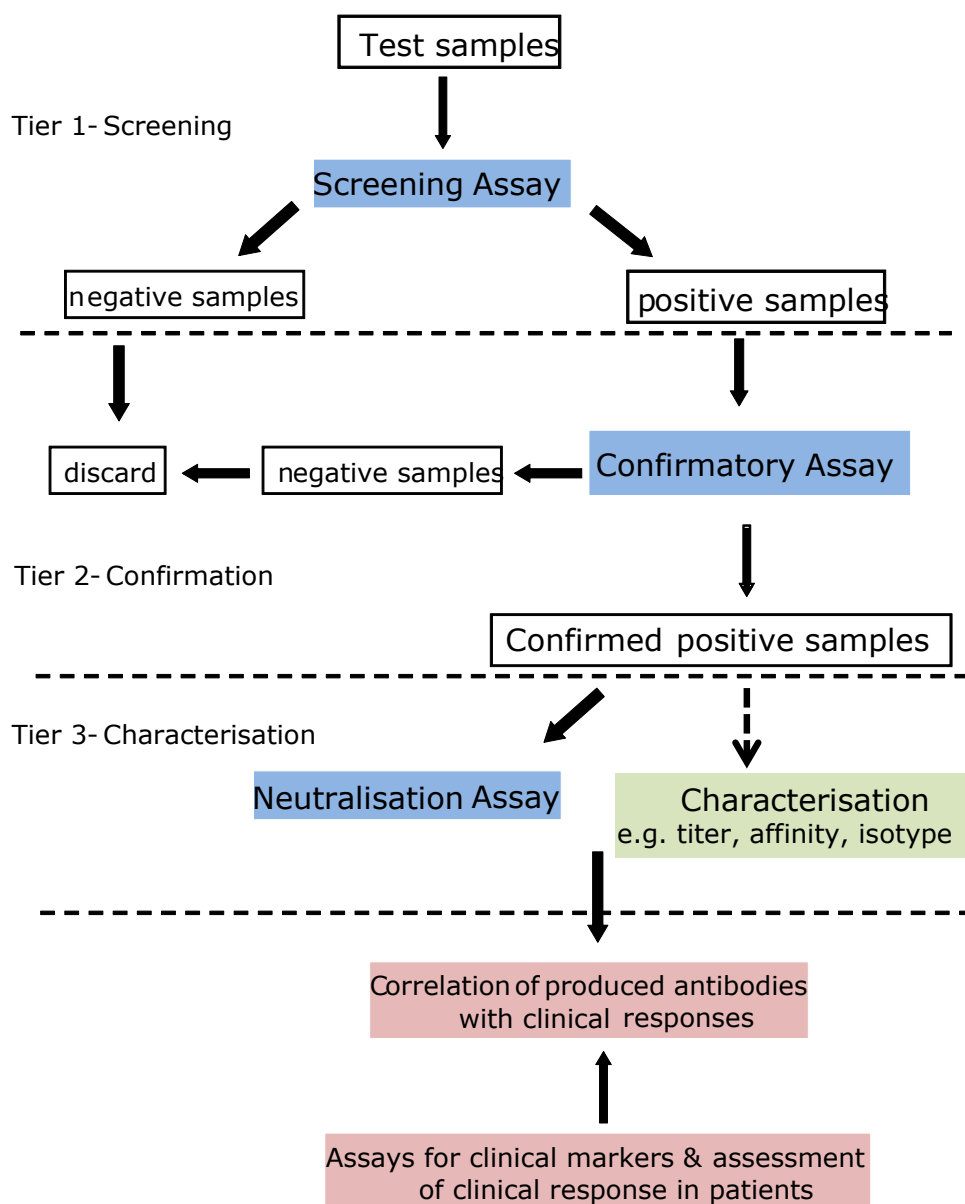 Test samples
Tier 1- Screening
Screening Assay
negative samples
positive samples
discard
negative samples
Confirmatory Assay
Tier 2- Confirmation
Confirmed positive samples
Tier 3- Characterisation
Neutralisation Assay
Characterisation
e.g. titer, affinity, isotype
Correlation of produced antibodies
with clinical responses
Assays for clinical markers & assessment
of clinical response in patients